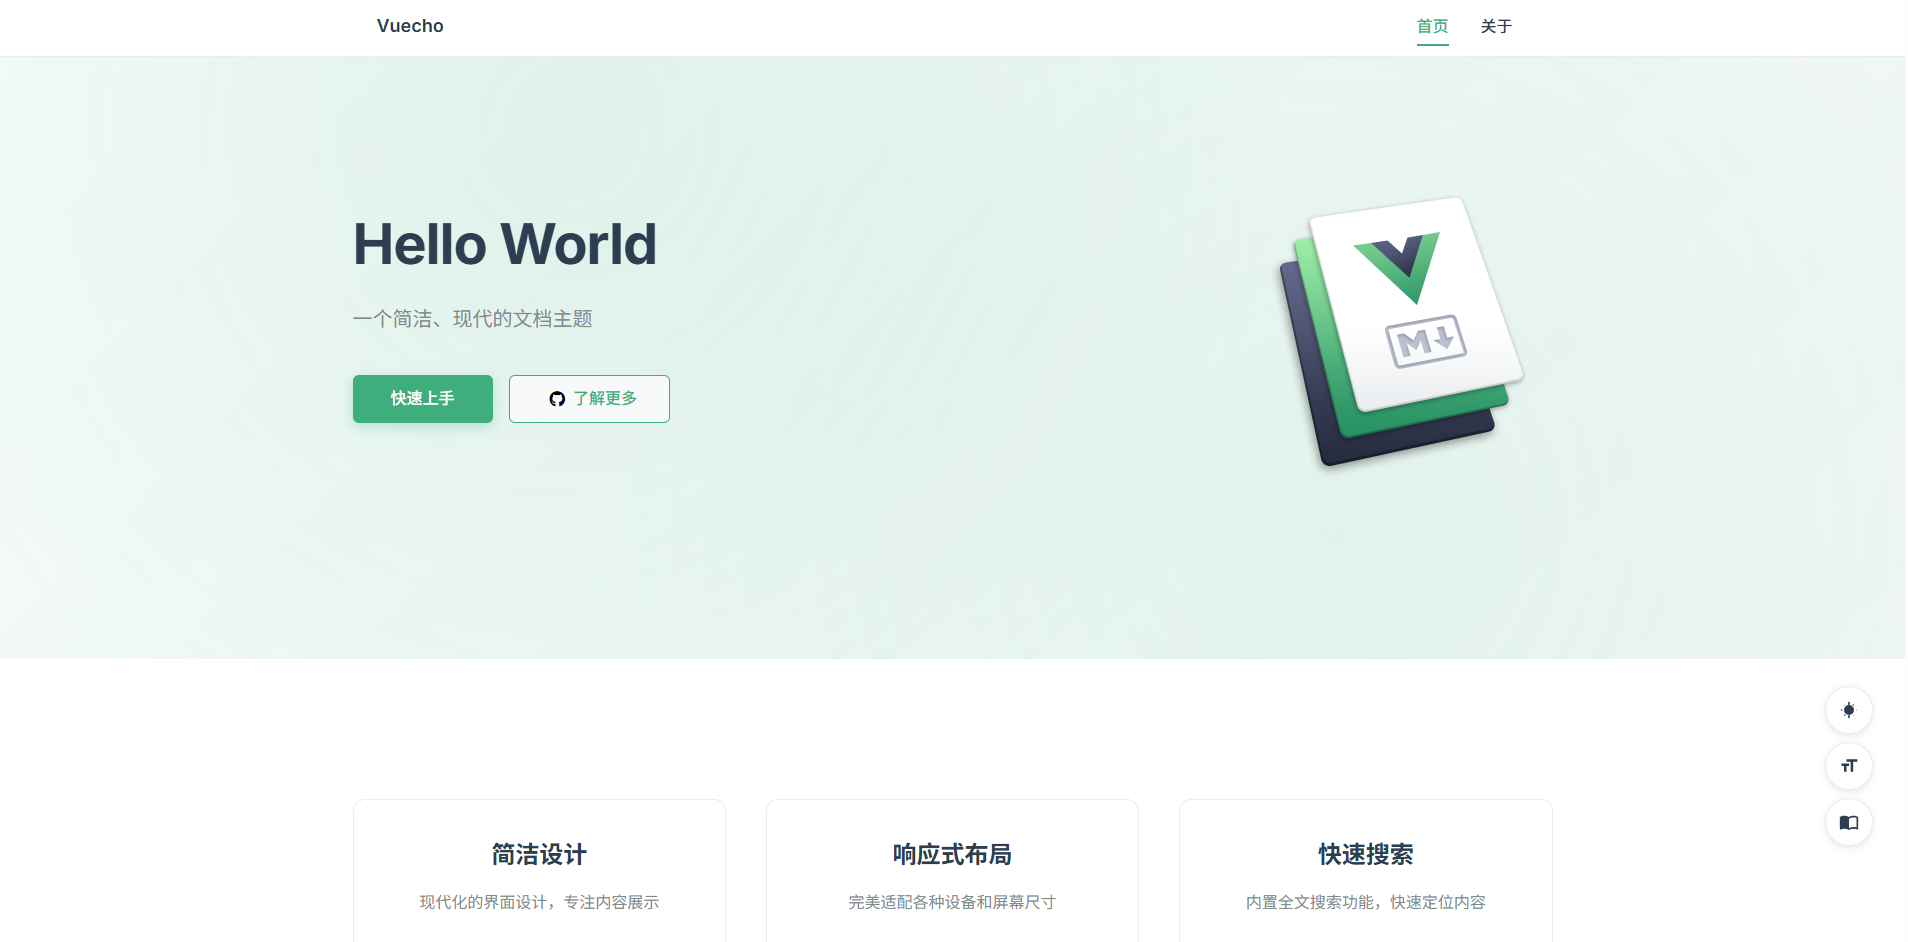 Vuecho
首页
关于
Hello World
一个简洁、现代的文档主题
快速上手
了解更多
M
简洁设计
现代化的界面设计，专注内容展示
响应式布局
完美适配各种设备和屏幕尺寸
快速搜索
内置全文搜索功能，快速定位内容